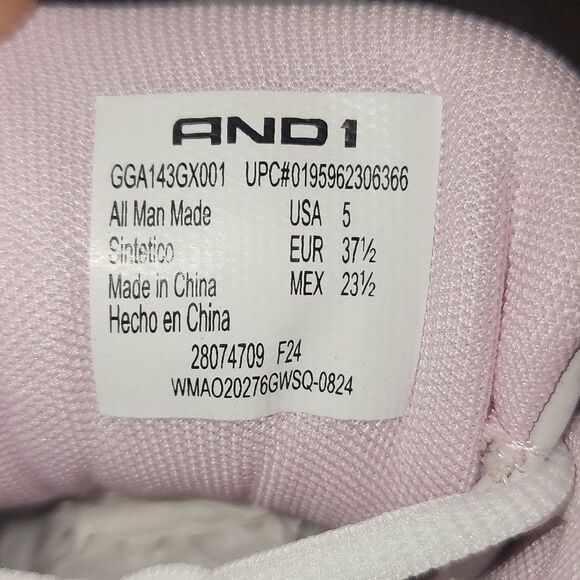 AND1
GGA143GX001 UPC#0195962306366
All Man Made USA 5
Sintetico EUR 37½
Made in China MEX 23½
Hecho en China
28074709 F24
WMAO20276GWSQ-0824